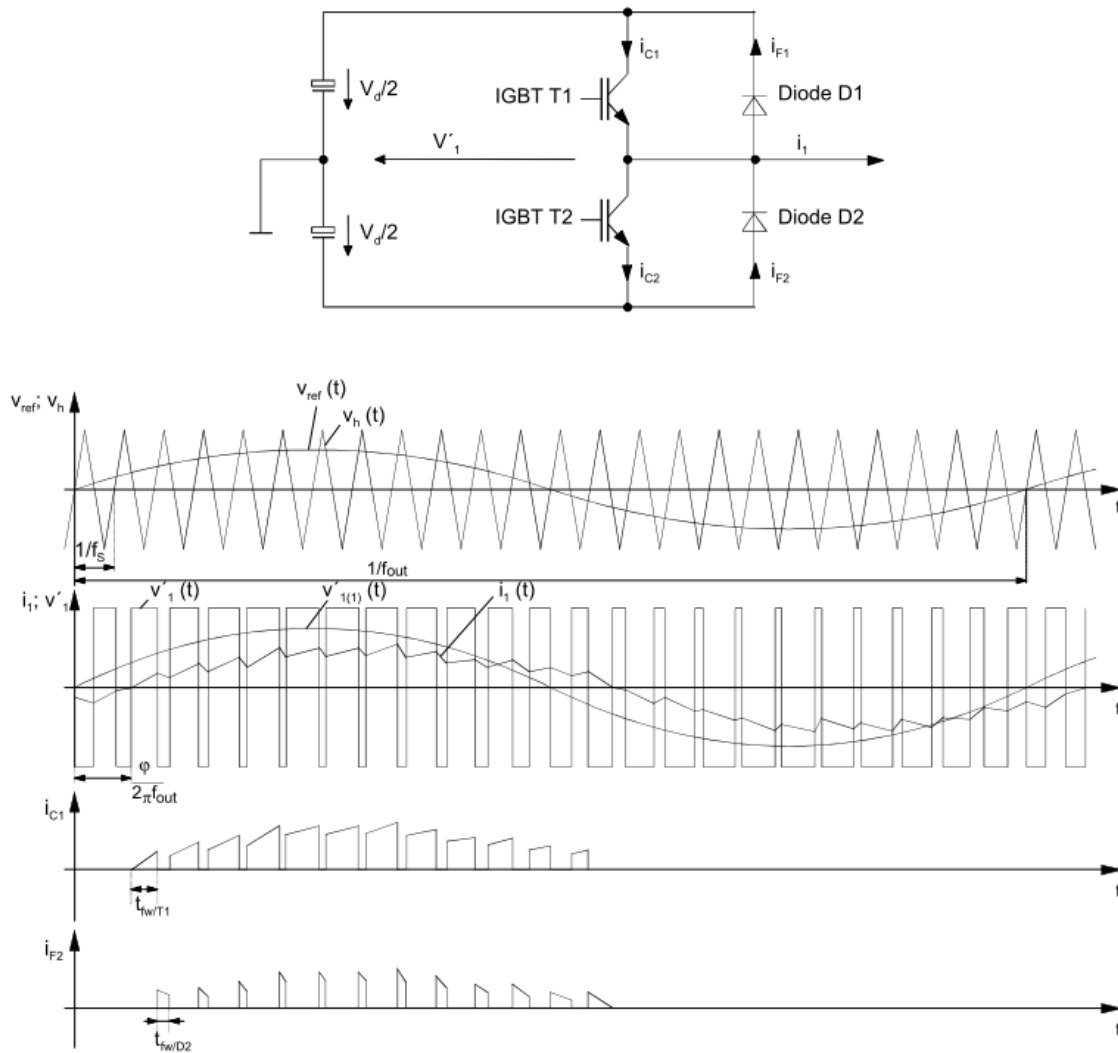 i_C1
i_F1
V_d/2
IGBT T1
Diode D1
V´_1
i_1
V_d/2
IGBT T2
Diode D2
i_C2
i_F2
v_ref; v_h
v_ref (t)
v_h (t)
t
1/f_S
1/f_out
i_1; v´_1
v´_1 (t)
v´_1(1) (t)
i_1 (t)
t
φ
2πf_out
i_C1
t
t_fw/T1
i_F2
t
t_fw/D2